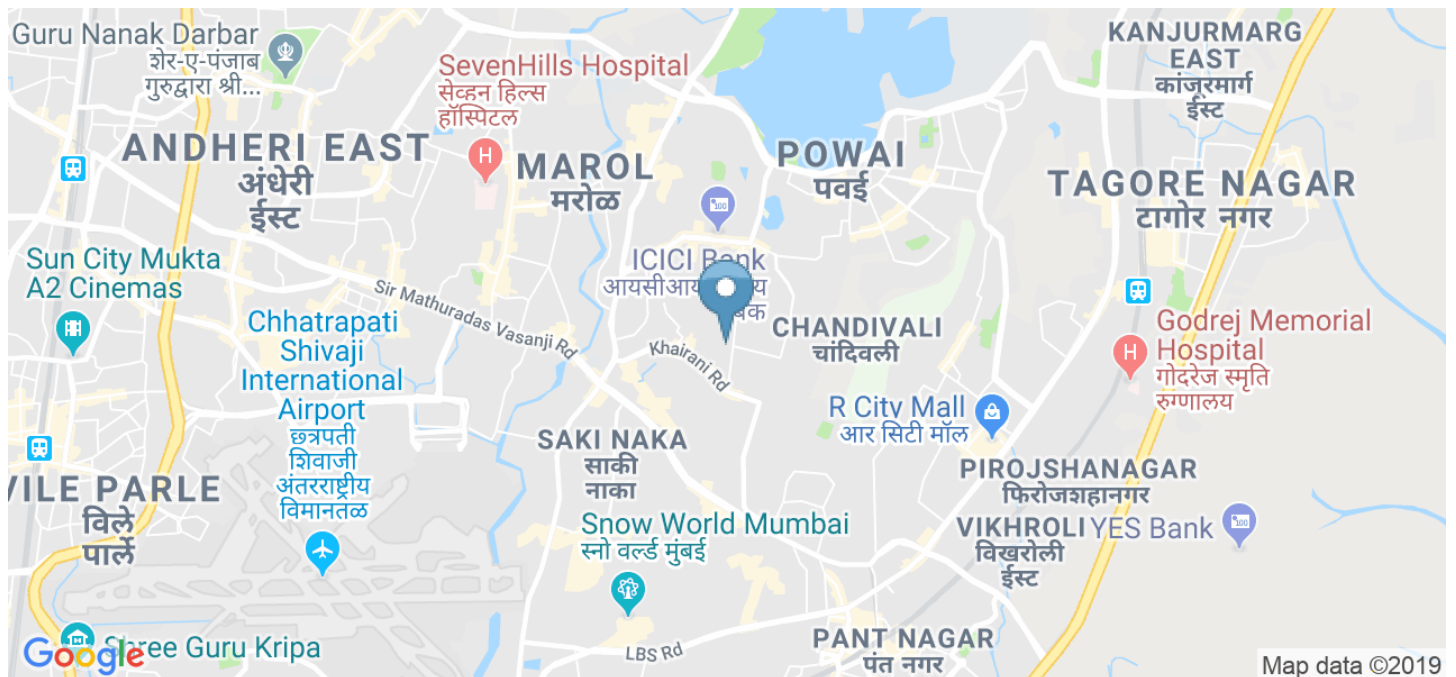 Guru Nanak Darbar
शेर-ए-पंजाब
गुरुद्वारा श्री...
SevenHills Hospital
सेव्हन हिल्स
हॉस्पिटल
KANJURMARG
EAST
कांजूरमार्ग
ईस्ट
ANDHERI EAST
अंधेरी
ईस्ट
MAROL
मरोळ
POWAI
पवई
TAGORE NAGAR
टागोर नगर
Sun City Mukta
A2 Cinemas
ICICI Bank
Sir Mathuradas Vasanji Rd
Chhatrapati
Shivaji
International
Airport
छत्रपती
शिवाजी
अंतरराष्ट्रीय
विमानतळ
Khairani Rd
CHANDIVALI
चांदिवली
Godrej Memorial
Hospital
गोदरेज स्मृति
रुग्णालय
R City Mall
आर सिटी मॉल
SAKI NAKA
साकी
नाका
PIROJSHANAGAR
फिरोजशहानगर
VILE PARLE
विले
पार्ले
Snow World Mumbai
स्नो वर्ल्ड मुंबई
VIKHROLI
विखरोली
ईस्ट
YES Bank
Shree Guru Kripa
LBS Rd
PANT NAGAR
पंत नगर
Google
Map data ©2019